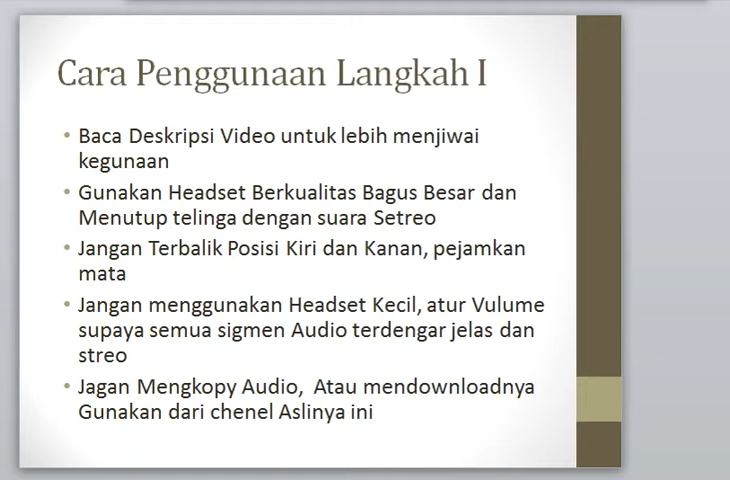 Cara Penggunaan Langkah I
• Baca Deskripsi Video untuk lebih menjiwai
kegunaan
• Gunakan Headset Berkualitas Bagus Besar dan
Menutup telinga dengan suara Setreo
• Jangan Terbalik Posisi Kiri dan Kanan, pejamkan
mata
• Jangan menggunakan Headset Kecil, atur Vulume
supaya semua sigmen Audio terdengar jelas dan
streo
• Jagan Mengkopy Audio,  Atau mendownloadnya
Gunakan dari chenel Aslinya ini